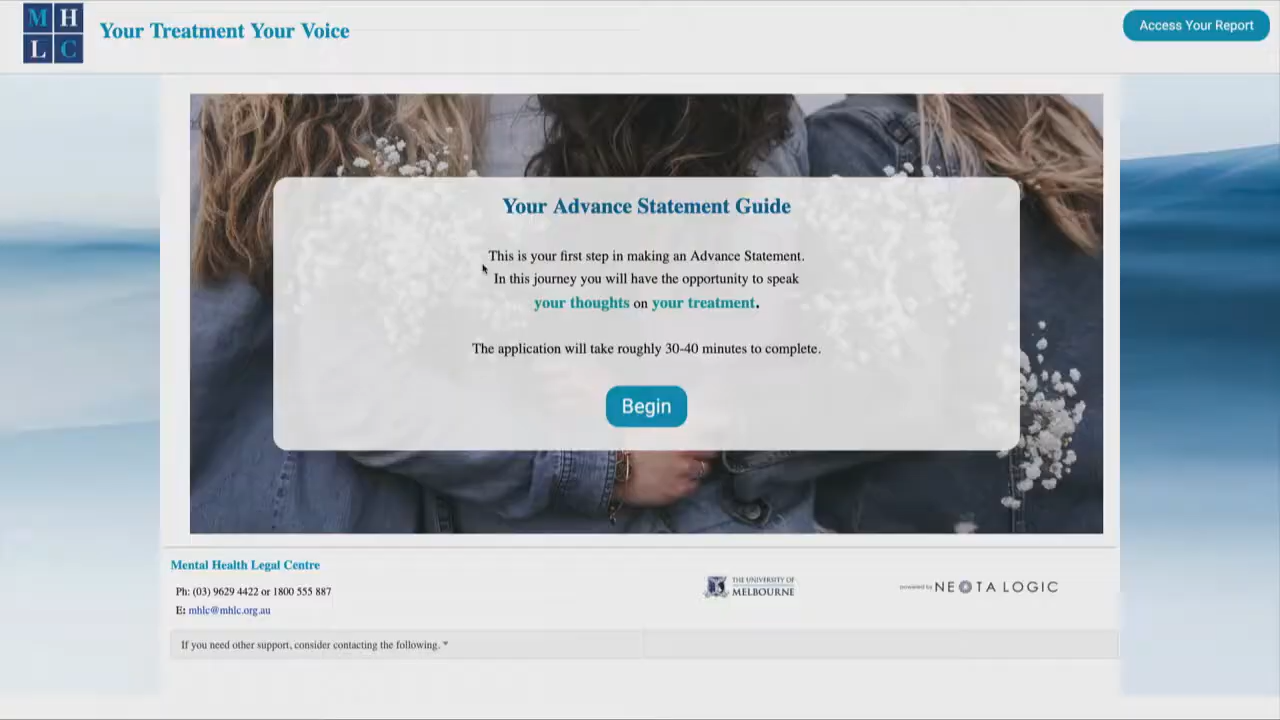 M H
L C
Your Treatment Your Voice
Access Your Report
Your Advance Statement Guide
This is your first step in making an Advance Statement.
In this journey you will have the opportunity to speak
your thoughts on your treatment.
The application will take roughly 30-40 minutes to complete.
Begin
Mental Health Legal Centre
Ph: (03) 9629 4422 or 1800 555 887
E: mhlc@mhlc.org.au
THE UNIVERSITY OF
MELBOURNE
powered by NEOTA LOGIC
If you need other support, consider contacting the following.